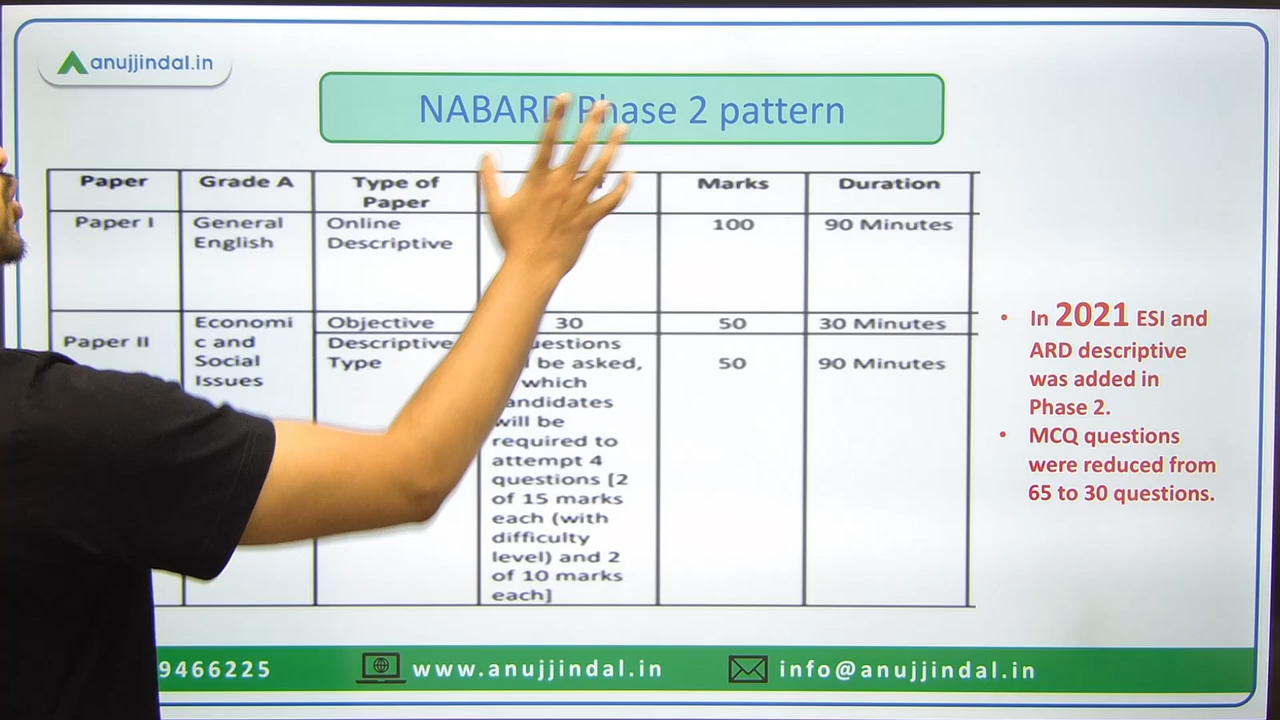 anujjindal.in
NABARD Phase 2 pattern
Paper
Grade A
Type of
Paper
Marks
Duration
Paper I
General
English
Online
Descriptive
100
90 Minutes
Paper II
Economi
c and
Social
Issues
Objective
30
50
30 Minutes
Descriptive
Type
be asked,
which
will be
required to
attempt 4
questions [2
of 15 marks
each (with
difficulty
level) and 2
of 10 marks
each]
50
90 Minutes
• In 2021 ESI and
ARD descriptive
was added in
Phase 2.
• MCQ questions
were reduced from
65 to 30 questions.
9466225
www.anujjindal.in
info@anujjindal.in